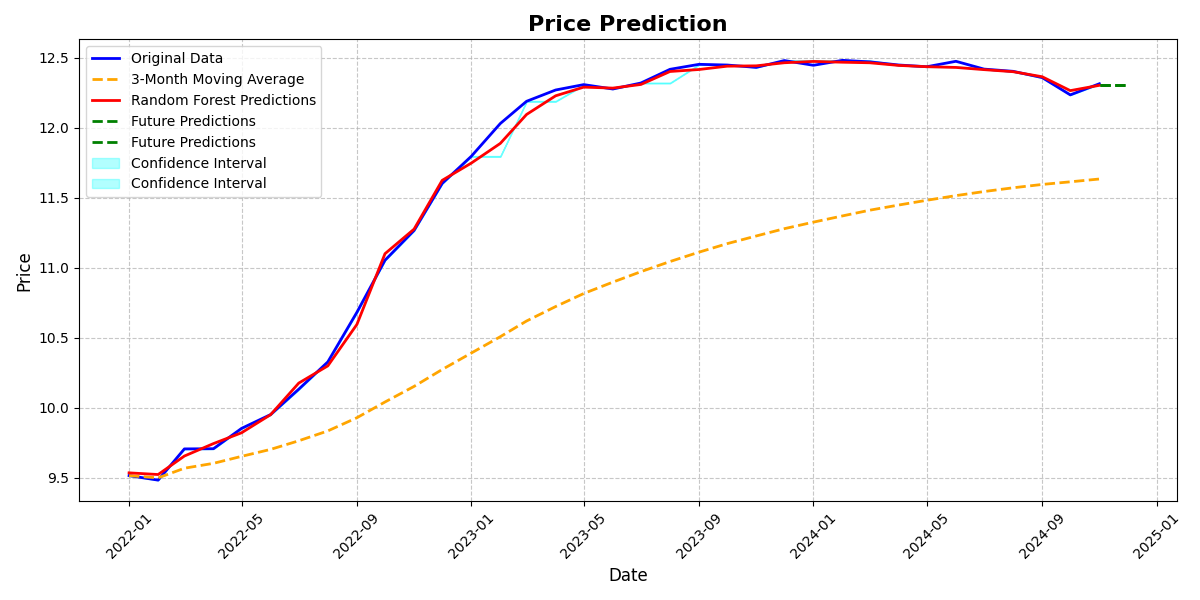 Price Prediction
Original Data
3-Month Moving Average
Random Forest Predictions
Future Predictions
Future Predictions
Confidence Interval
Confidence Interval
Price
12.5
12.0
11.5
11.0
10.5
10.0
9.5
2022-01
2022-05
2022-09
2023-01
2023-05
2023-09
2024-01
2024-05
2024-09
2025-01
Date